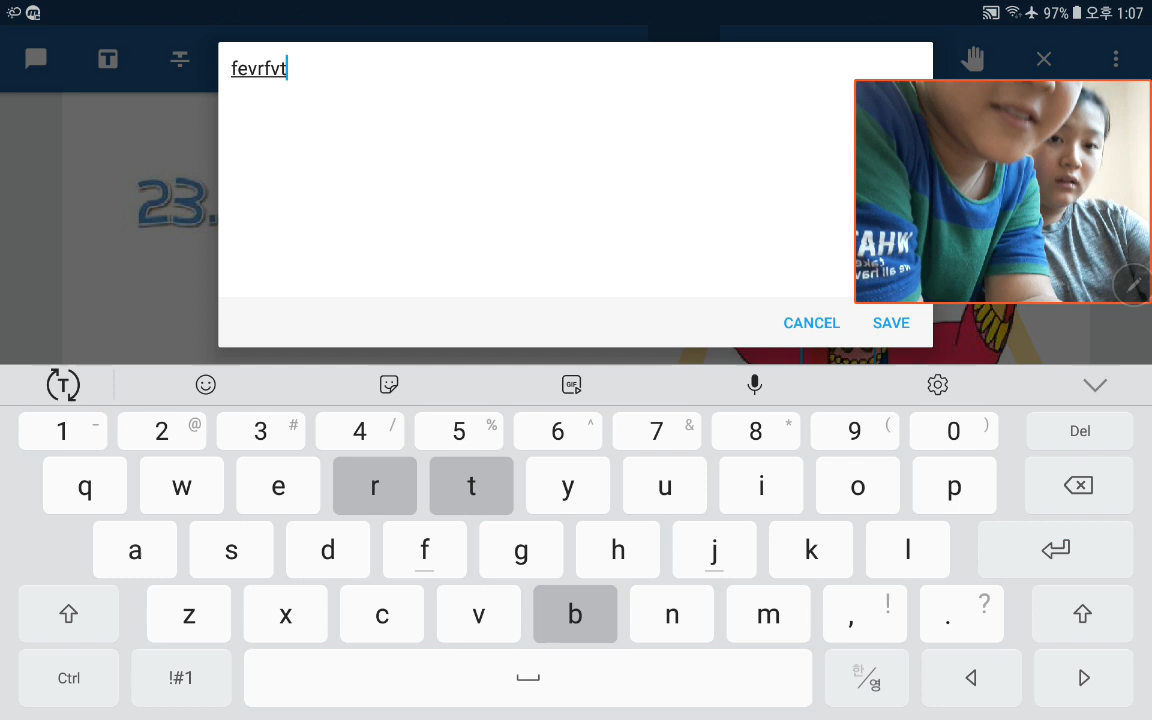 97% 오후 1:07
fevrfvt
23.
CANCEL SAVE
T GIF
1 - 2 @ 3 # 4 / 5 % 6 ^ 7 & 8 * 9 ( 0 ) Del
q w e r t y u i o p
a s d f g h j k l
z x c v b n m , ! . ?
Ctrl !#1 한/영